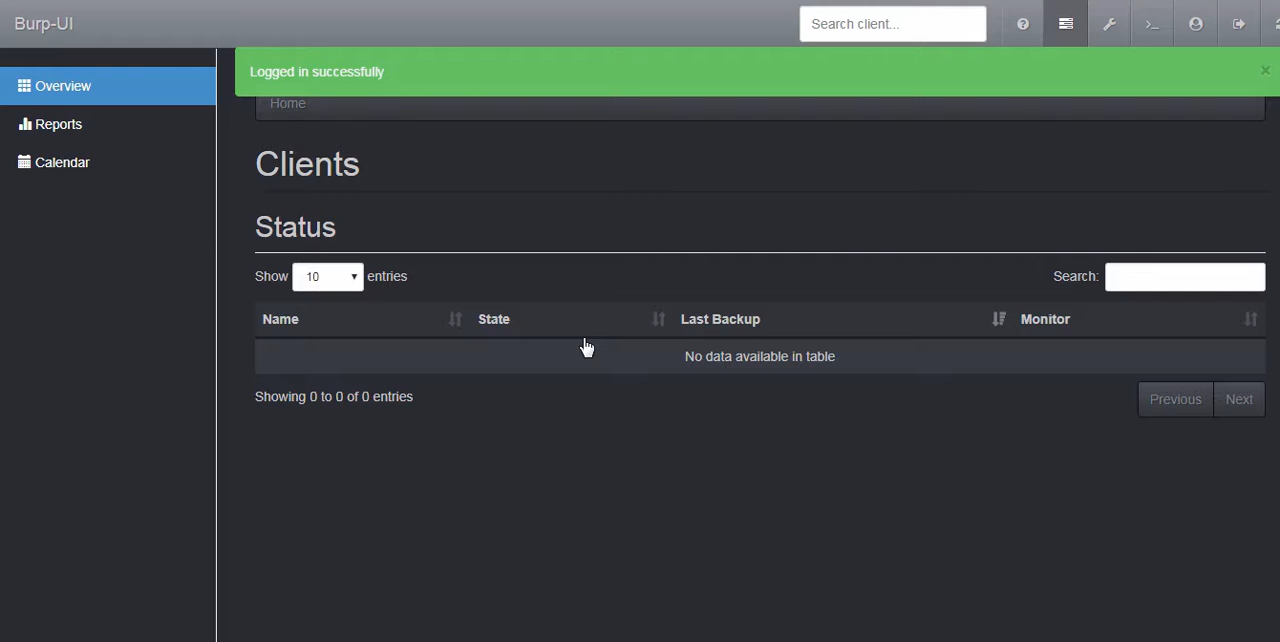 Burp-UI
Search client...
Logged in successfully
×
Overview
Reports
Calendar
Home
Clients
Status
Show 10 entries
Search:
Name State Last Backup Monitor
No data available in table
Showing 0 to 0 of 0 entries
Previous Next